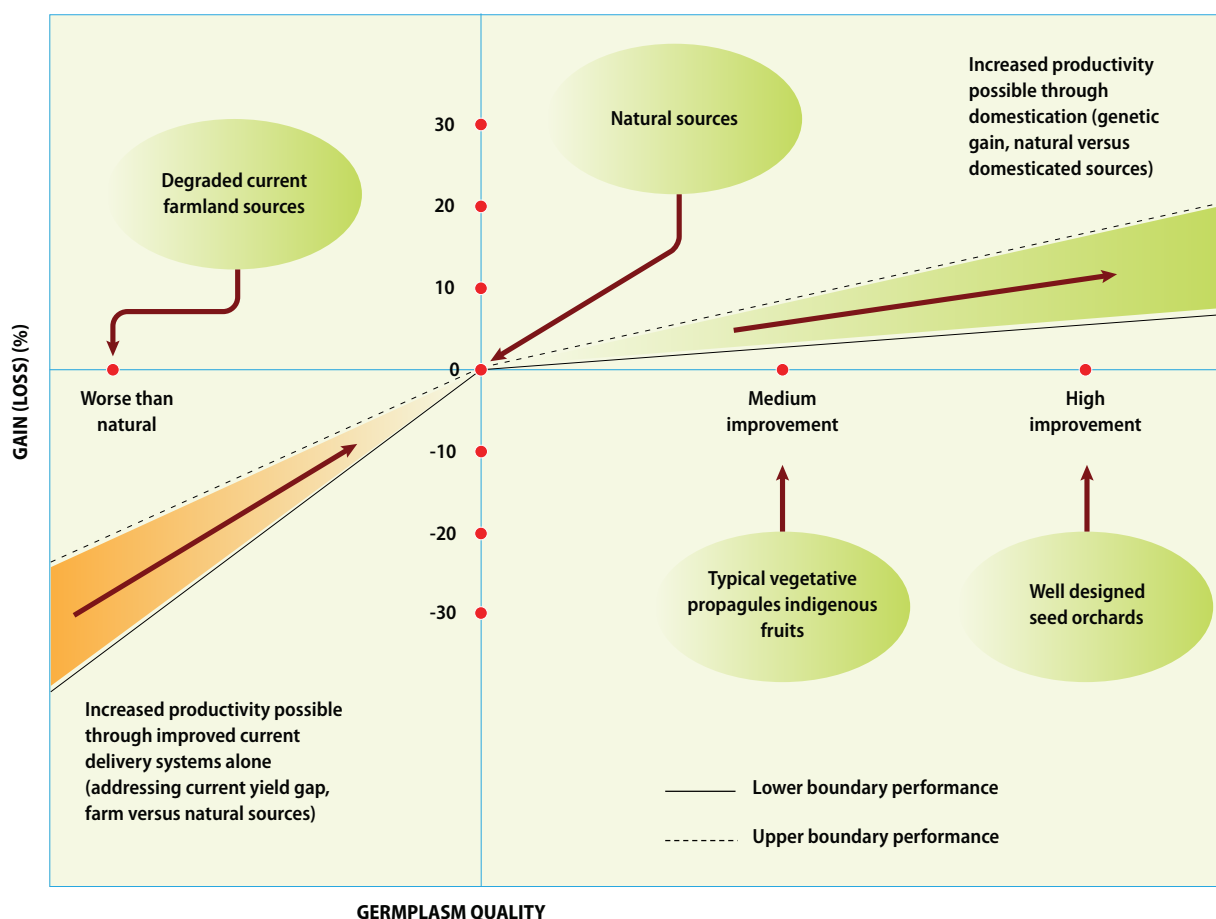 Increased productivity
possible through
domestication (genetic
gain, natural versus
domesticated sources)
Natural sources
Degraded current
farmland sources
30
20
10
0
-10
-20
-30
GAIN (LOSS) (%)
Worse than
natural
Medium
improvement
High
improvement
Typical vegetative
propagules indigenous
fruits
Well designed
seed orchards
Increased productivity possible
through improved current
delivery systems alone
(addressing current yield gap,
farm versus natural sources)
Lower boundary performance
Upper boundary performance
GERMPLASM QUALITY